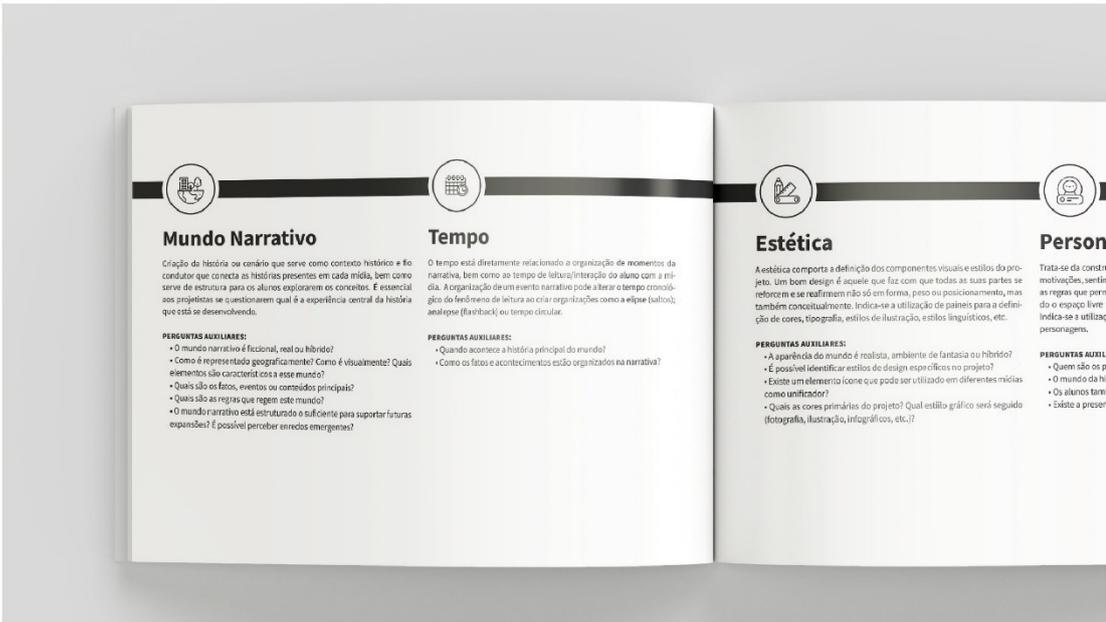 Mundo Narrativo
Criação da história ou cenário que serve como contexto histórico e fio
condutor que conecta as histórias presentes em cada mídia, bem como
serve de estrutura para os alunos explorarem os conceitos. É essencial
aos projetistas se questionarem qual é a experiência central da história
que está se desenvolvendo.
PERGUNTAS AUXILIARES:
• O mundo narrativo é ficcional, real ou híbrido?
• Como é representado geograficamente? Como é visualmente? Quais
elementos são característicos a esse mundo?
• Quais são os fatos, eventos ou conteúdos principais?
• Quais são as regras que regem este mundo?
• O mundo narrativo está estruturado o suficiente para suportar futuras
expansões? É possível perceber enredos emergentes?
Tempo
O tempo está diretamente relacionado a organização de momentos da
narrativa, bem como ao tempo de leitura/interação do aluno com a mí-
dia. A organização de um evento narrativo pode alterar o tempo cronoló-
gico do fenômeno de leitura ao criar organizações como a elipse (saltos);
analepse (flashback) ou tempo circular.
PERGUNTAS AUXILIARES:
• Quando acontece a história principal do mundo?
• Como os fatos e acontecimentos estão organizados na narrativa?
Estética
A estética comporta a definição dos componentes visuais e estilos do pro-
jeto. Um bom design é aquele que faz com que todas as suas partes se
reforcem e se reafirmem não só em forma, peso ou posicionamento, mas
também conceitualmente. Indica-se a utilização de paineis para a defini-
ção de cores, tipografia, estilos de ilustração, estilos linguísticos, etc.
PERGUNTAS AUXILIARES:
• A aparência do mundo é realista, ambiente de fantasia ou híbrido?
• É possível identificar estilos de design específicos no projeto?
• Existe um elemento ícone que pode ser utilizado em diferentes mídias
como unificador?
• Quais as cores primárias do projeto? Qual estilo gráfico será seguido
(fotografia, ilustração, infográficos, etc.)?
Person
Trata-se da constr
motivações, sentim
as regras que perm
do o espaço livre
Indica-se a utilizaç
personagens.
PERGUNTAS AUXIL
• Quem são os p
• O mundo da hi
• Os alunos tam
• Existe a presen